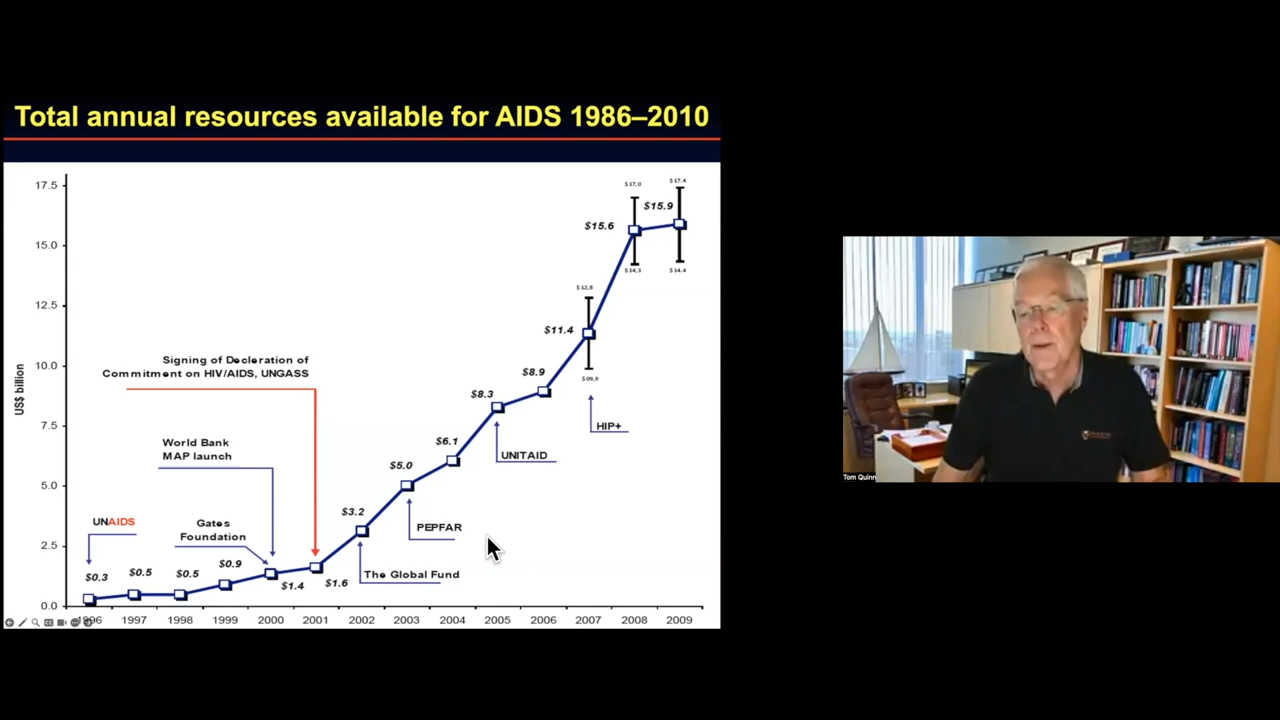 Total annual resources available for AIDS 1986–2010
17.5
15.0
12.5
10.0
7.5
5.0
2.5
0.0
US$ billion
$17.0
$17.4
$15.9
$15.6
$14.3
$14.4
$12.8
$11.4
$09.9
Signing of Decleration of
Commitment on HIV/AIDS, UNGASS
$8.9
$8.3
HIP+
World Bank
MAP launch
$6.1
UNITAID
$5.0
UNAIDS
Gates
Foundation
$3.2
PEPFAR
$0.3
$0.5
$0.5
$0.9
$1.4
$1.6
The Global Fund
1996 1997 1998 1999 2000 2001 2002 2003 2004 2005 2006 2007 2008 2009
Tom Quinn